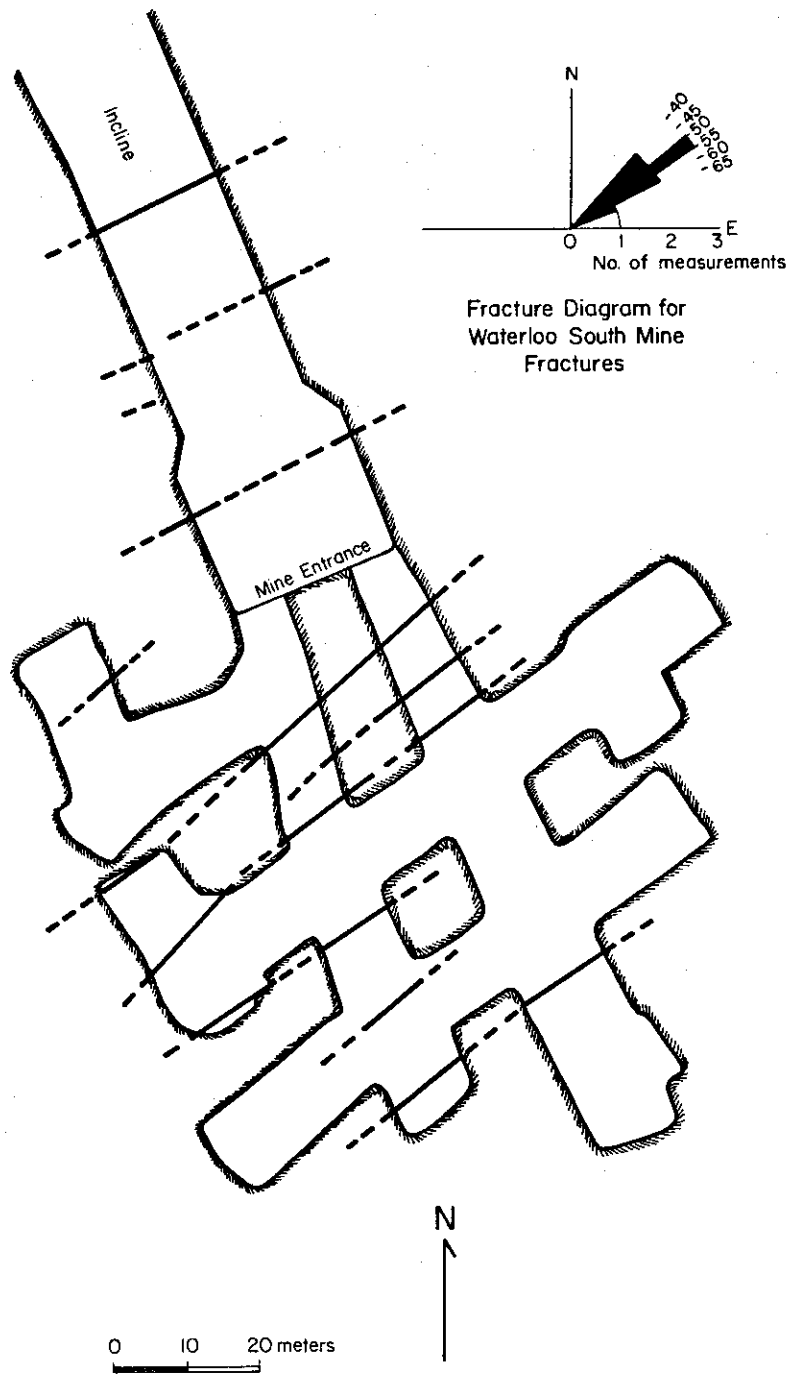 Incline
N
-40
-45
-50
-55
-60
-65
E
0 1 2 3
No. of measurements
Fracture Diagram for
Waterloo South Mine
Fractures
Mine Entrance
N
0 10 20 meters